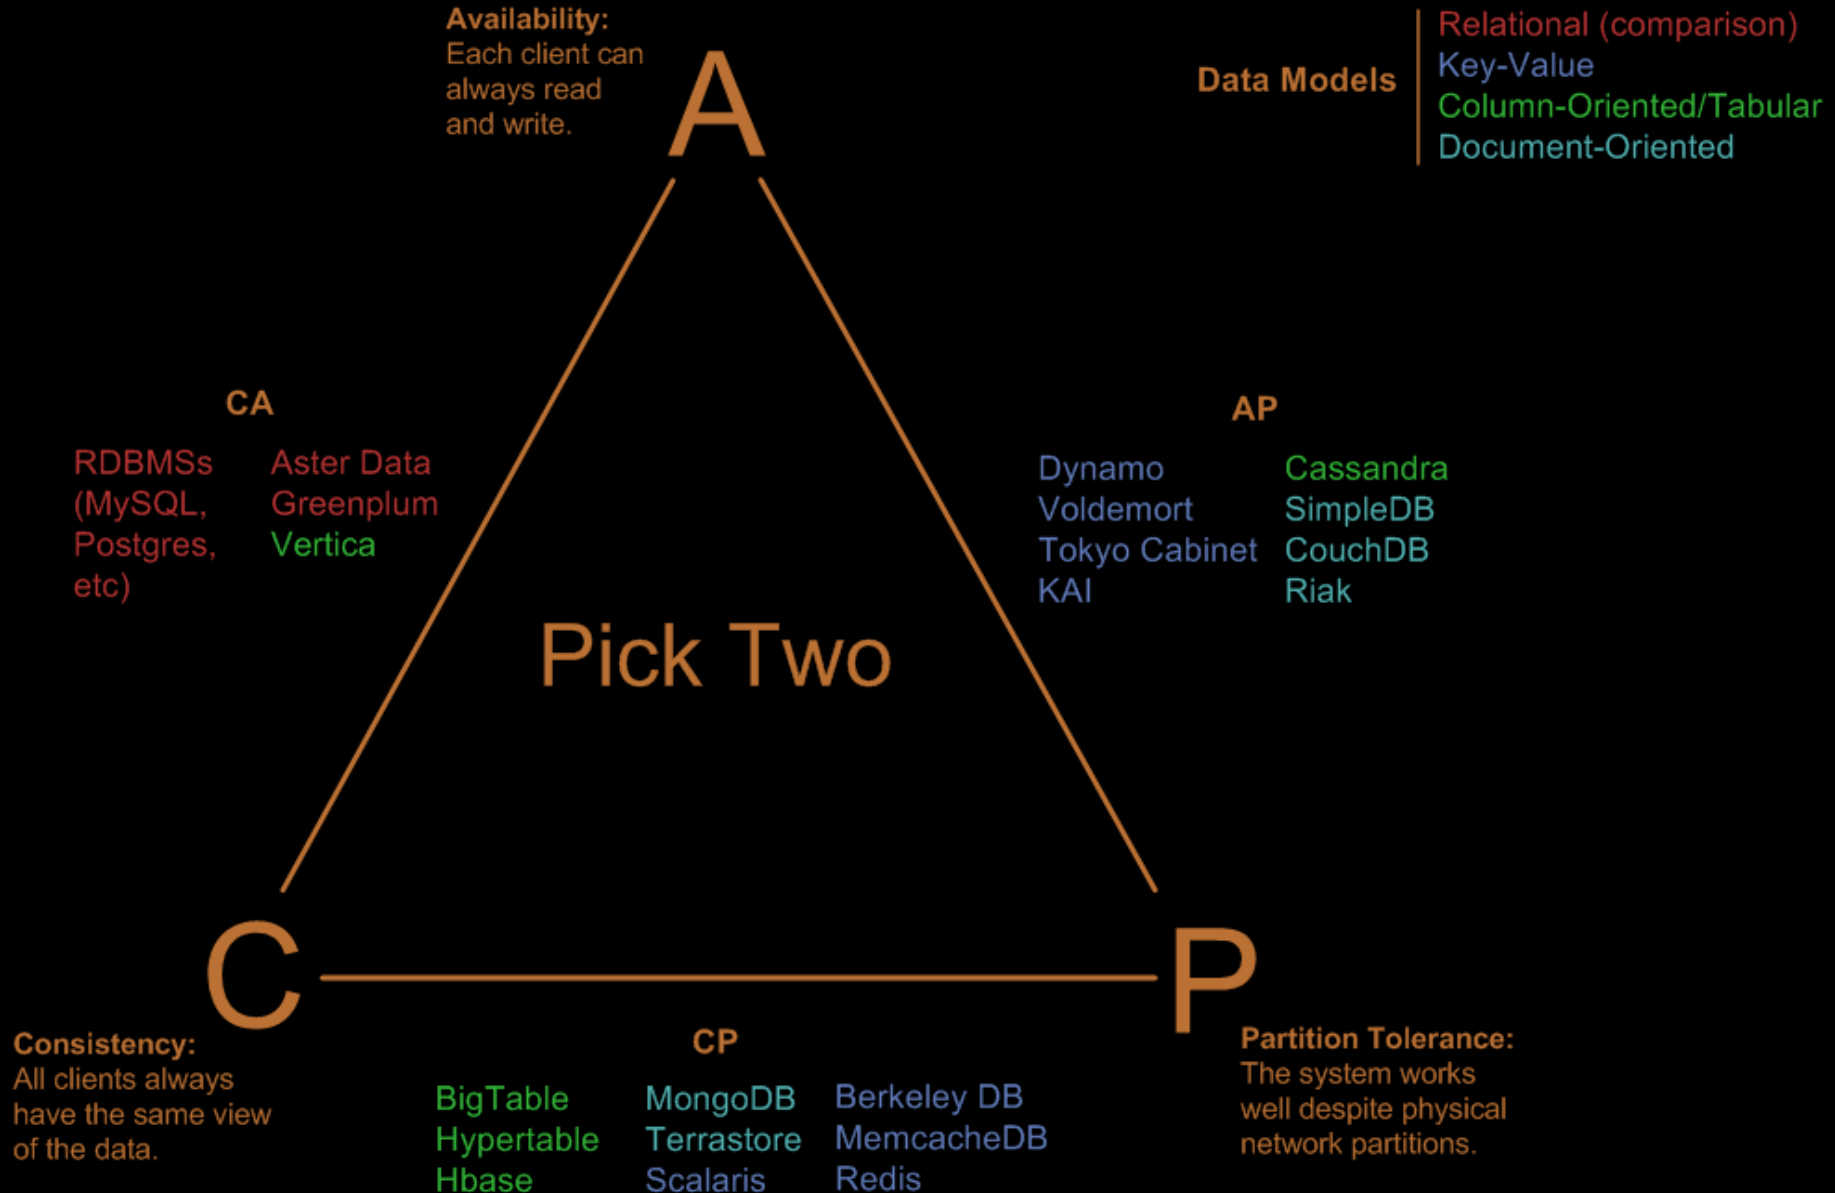 Availability:
Each client can
always read
and write.
A
Data Models
Relational (comparison)
Key-Value
Column-Oriented/Tabular
Document-Oriented
CA
RDBMSs
(MySQL,
Postgres,
etc)
Aster Data
Greenplum
Vertica
AP
Dynamo
Voldemort
Tokyo Cabinet
KAI
Cassandra
SimpleDB
CouchDB
Riak
Pick Two
C
P
Consistency:
All clients always
have the same view
of the data.
CP
BigTable
Hypertable
Hbase
MongoDB
Terrastore
Scalaris
Berkeley DB
MemcacheDB
Redis
Partition Tolerance:
The system works
well despite physical
network partitions.